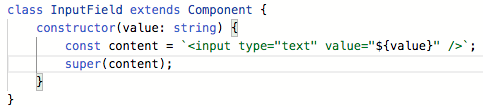 class InputField extends Component {
    constructor(value: string) {
        const content = `<input type="text" value="${value}" />`;
        super(content);
    }
}